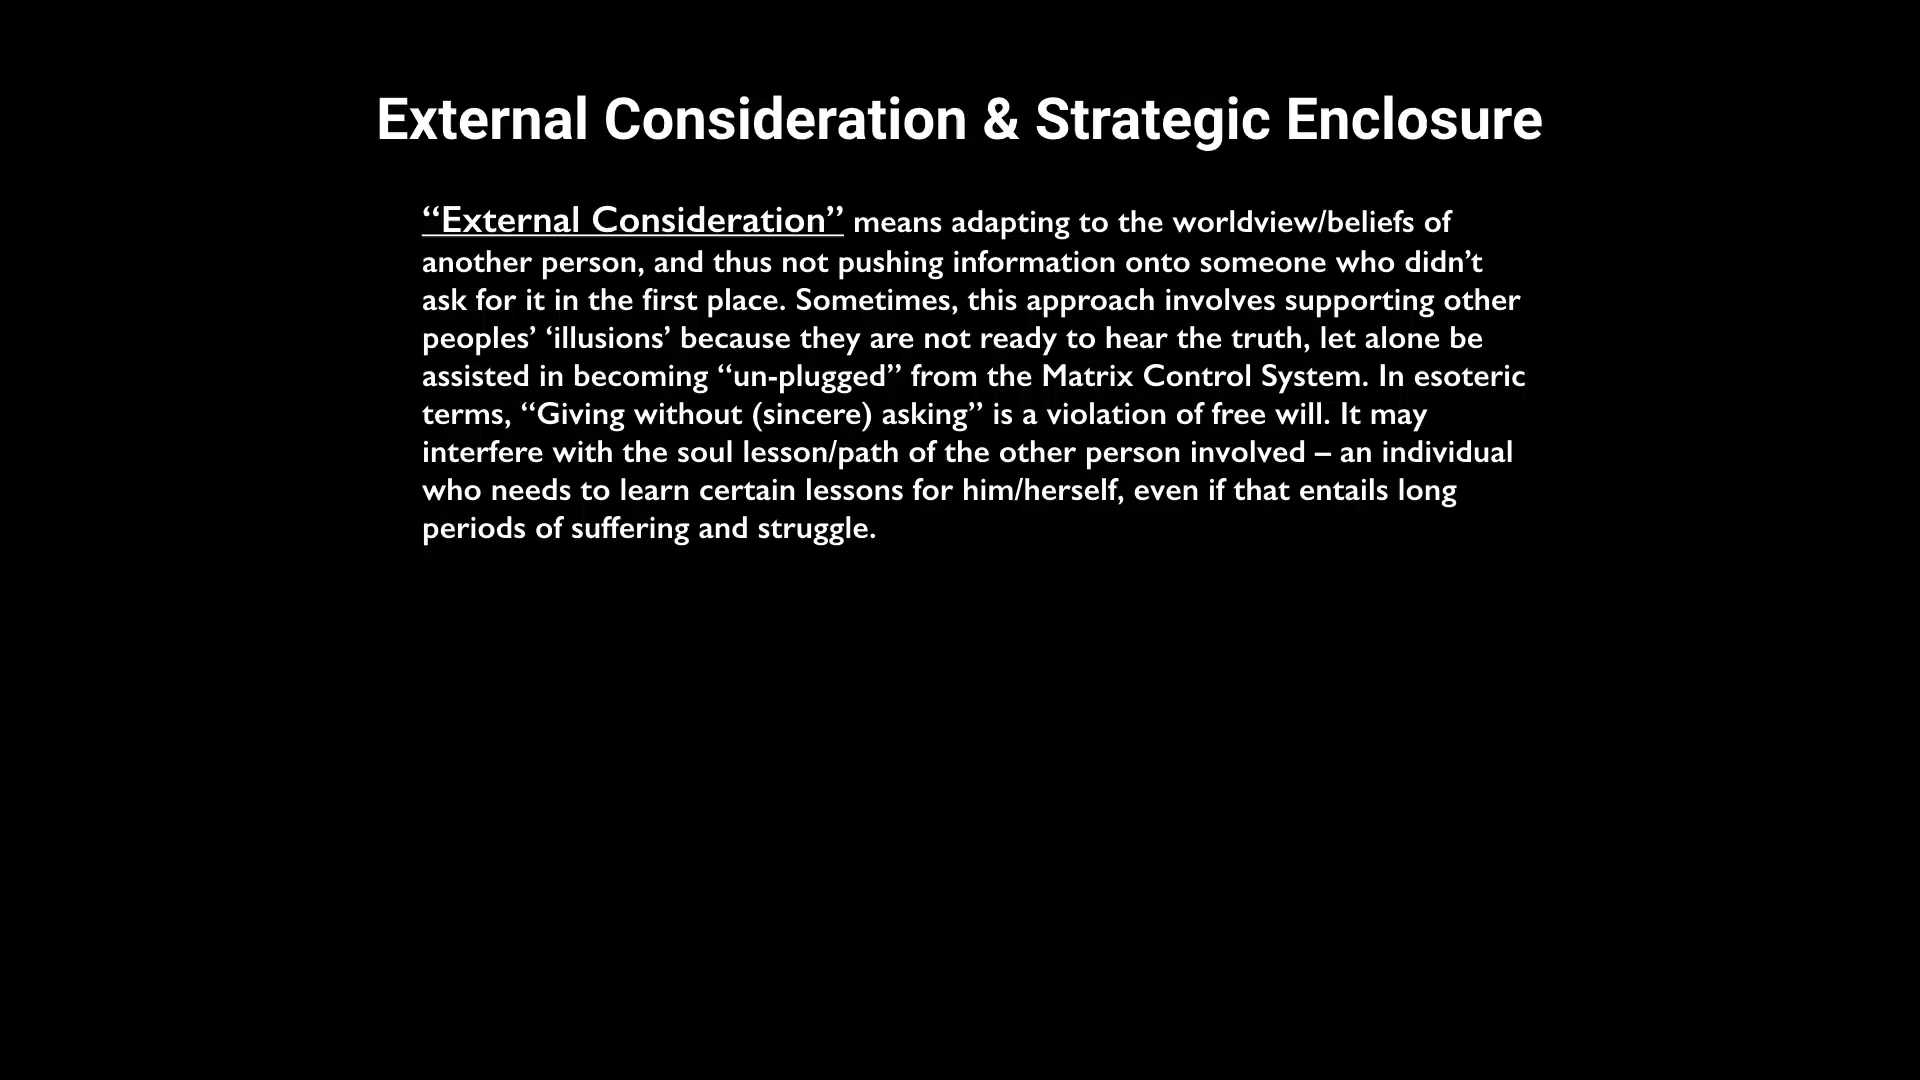 External Consideration & Strategic Enclosure
“External Consideration” means adapting to the worldview/beliefs of
another person, and thus not pushing information onto someone who didn’t
ask for it in the first place. Sometimes, this approach involves supporting other
peoples’ ‘illusions’ because they are not ready to hear the truth, let alone be
assisted in becoming “un-plugged” from the Matrix Control System. In esoteric
terms, “Giving without (sincere) asking” is a violation of free will. It may
interfere with the soul lesson/path of the other person involved – an individual
who needs to learn certain lessons for him/herself, even if that entails long
periods of suffering and struggle.